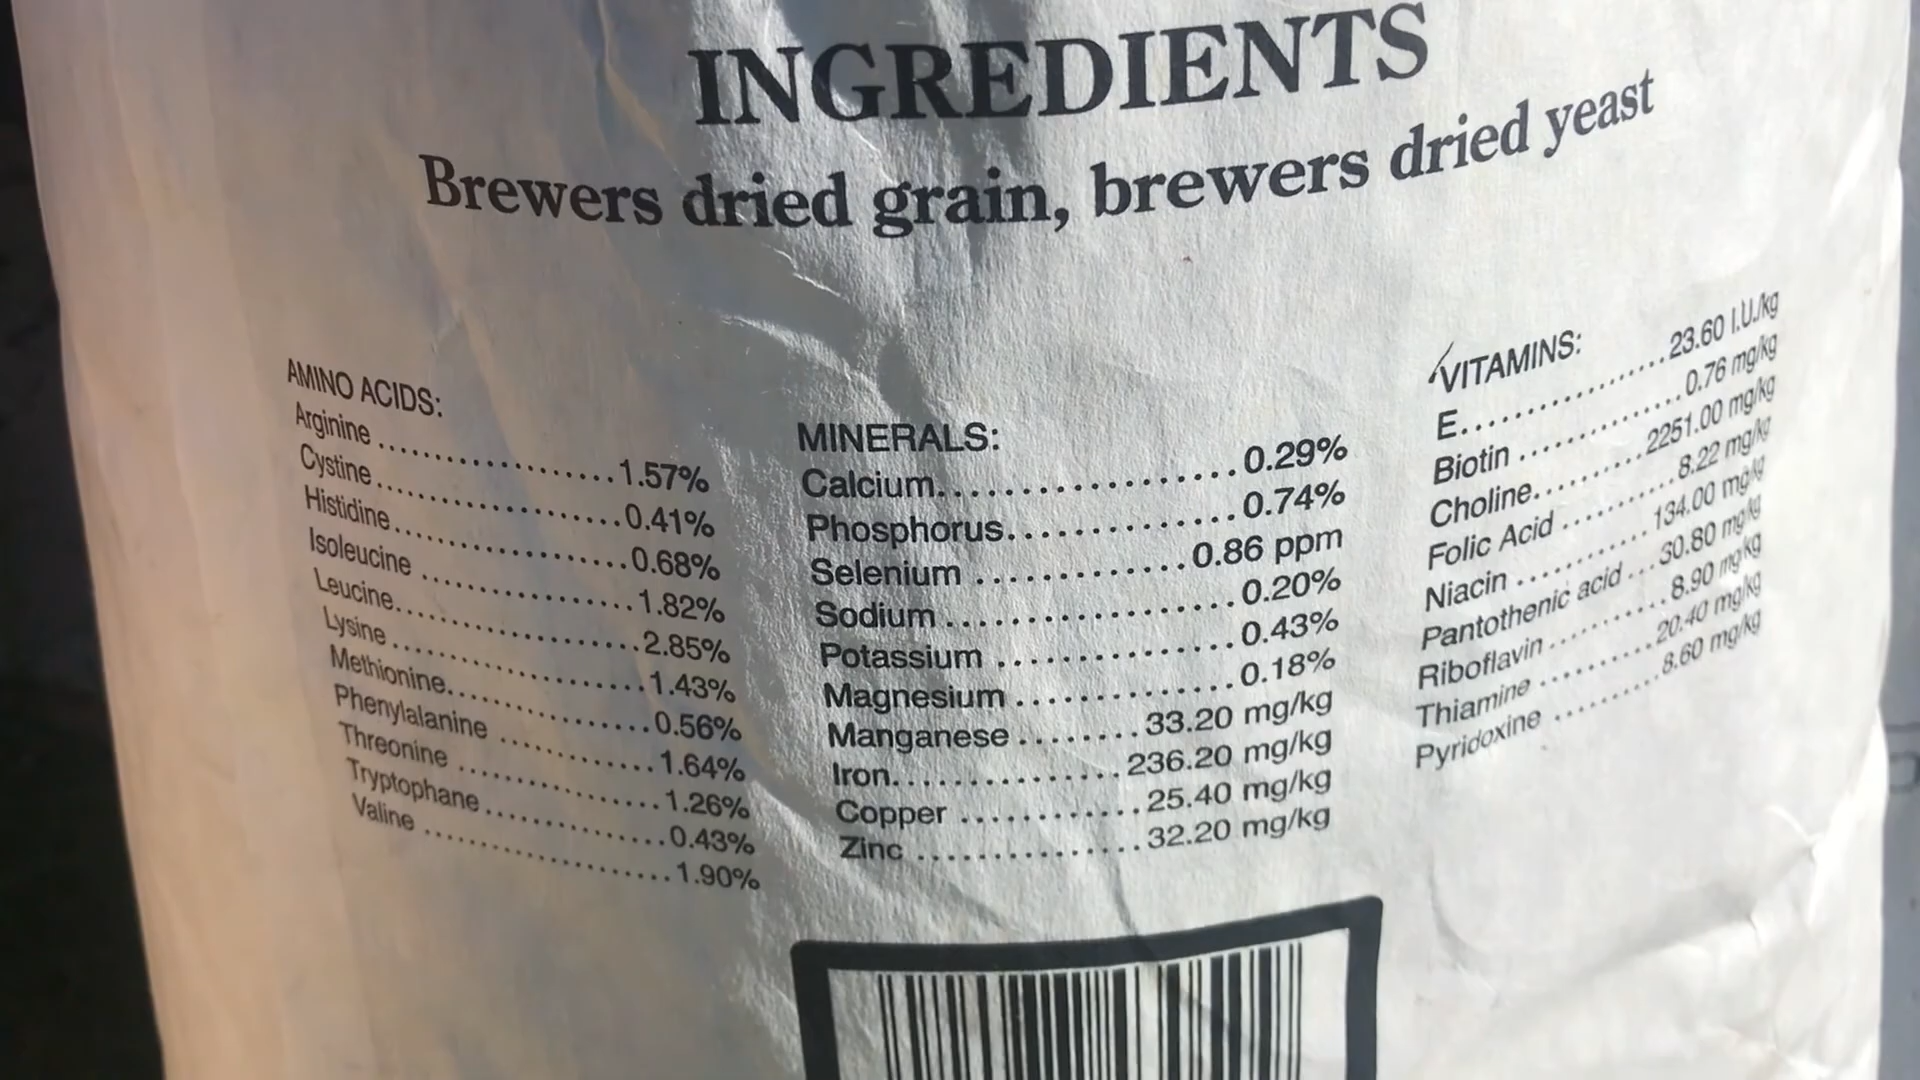 INGREDIENTS
Brewers dried grain, brewers dried yeast
AMINO ACIDS:
Arginine ..................1.57%
Cystine....................0.41%
Histidine...................0.68%
Isoleucine .................1.82%
Leucine....................2.85%
Lysine.....................1.43%
Methionine.................0.56%
Phenylalanine .............1.64%
Threonine .................1.26%
Tryptophane...............0.43%
Valine .....................1.90%
MINERALS:
Calcium....................0.29%
Phosphorus................0.74%
Selenium ..............0.86 ppm
Sodium....................0.20%
Potassium .................0.43%
Magnesium ................0.18%
Manganese ........33.20 mg/kg
Iron...............236.20 mg/kg
Copper ............25.40 mg/kg
Zinc ...............32.20 mg/kg
VITAMINS:
E..................23.60 I.U./kg
Biotin ..............0.76 mg/kg
Choline.........2251.00 mg/kg
Folic Acid ...........8.22 mg/kg
Niacin ...........134.00 mg/kg
Pantothenic acid ...30.80 mg/kg
Riboflavin ...........8.90 mg/kg
Thiamine ..........20.40 mg/kg
Pyridoxine ..........8.60 mg/kg